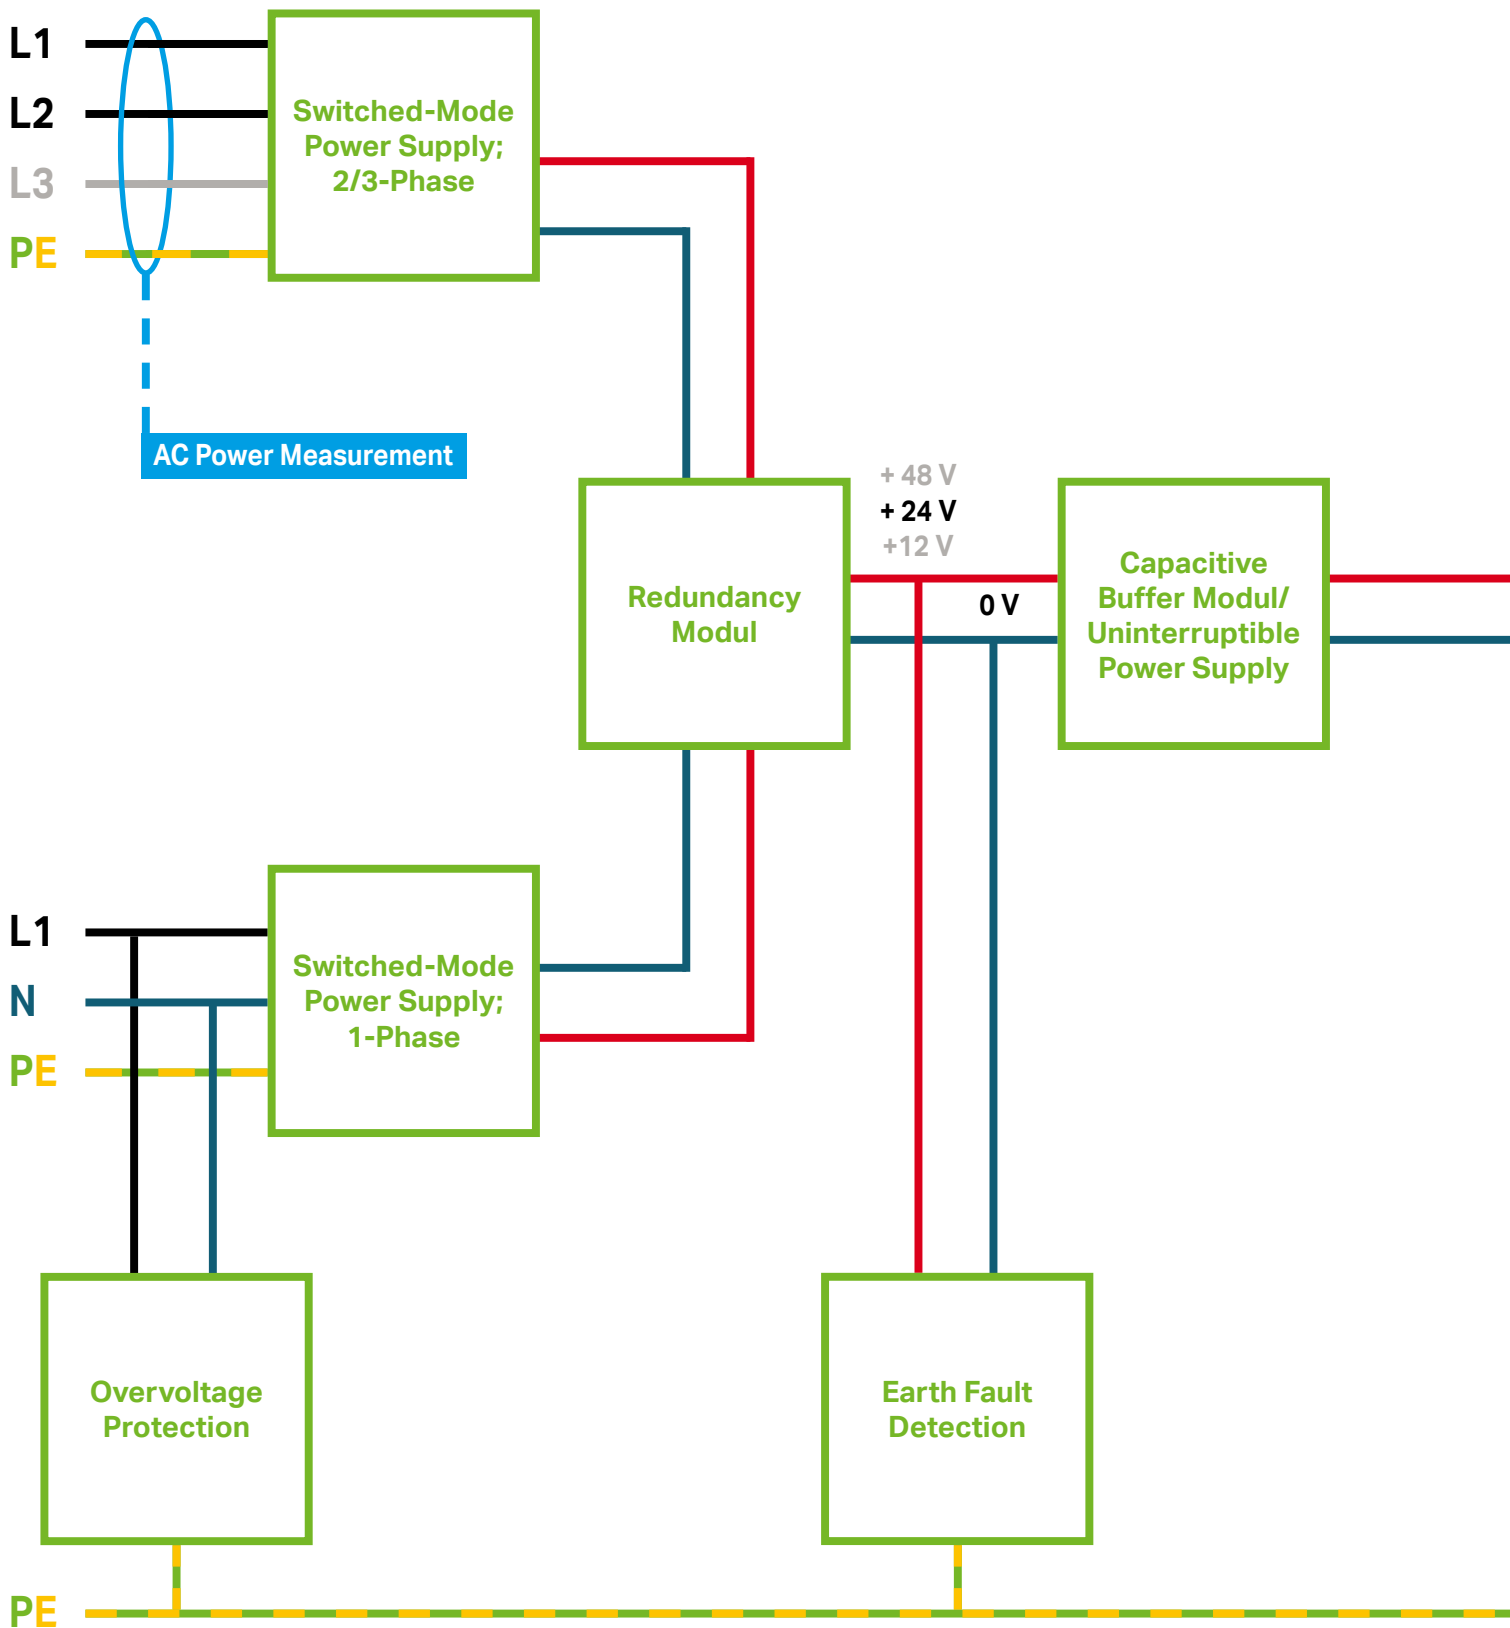 L1
L2
L3
PE
Switched-Mode
Power Supply;
2/3-Phase
AC Power Measurement
+ 48 V
+ 24 V
+12 V
0 V
Redundancy
Modul
Capacitive
Buffer Modul/
Uninterruptible
Power Supply
L1
N
PE
Switched-Mode
Power Supply;
1-Phase
Overvoltage
Protection
Earth Fault
Detection
PE